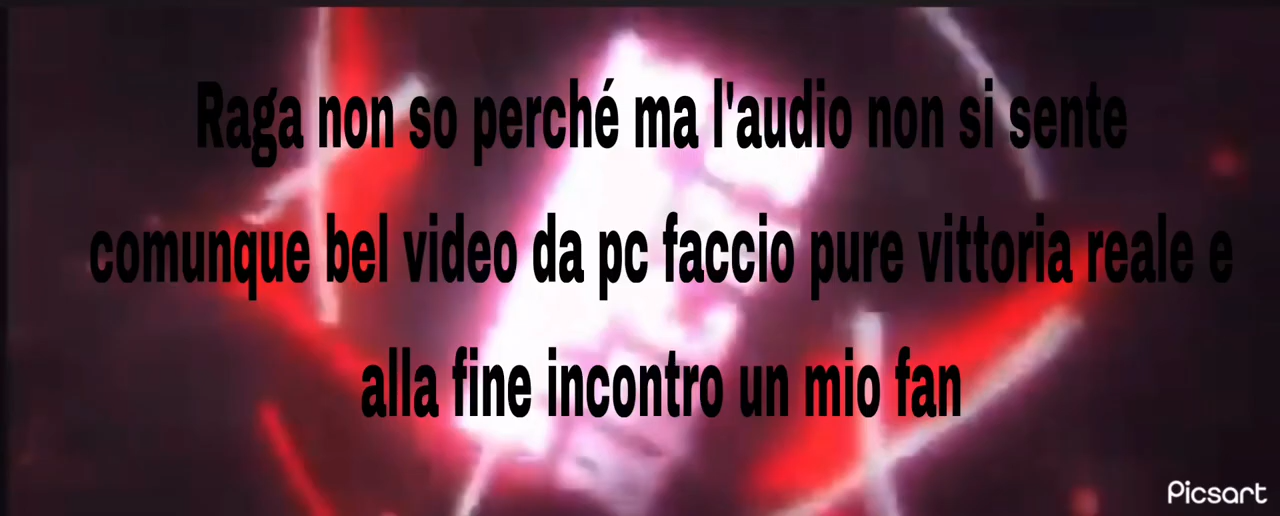 Raga non so perché ma l'audio non si sente
comunque bel video da pc faccio pure vittoria reale e
alla fine incontro un mio fan
Picsart